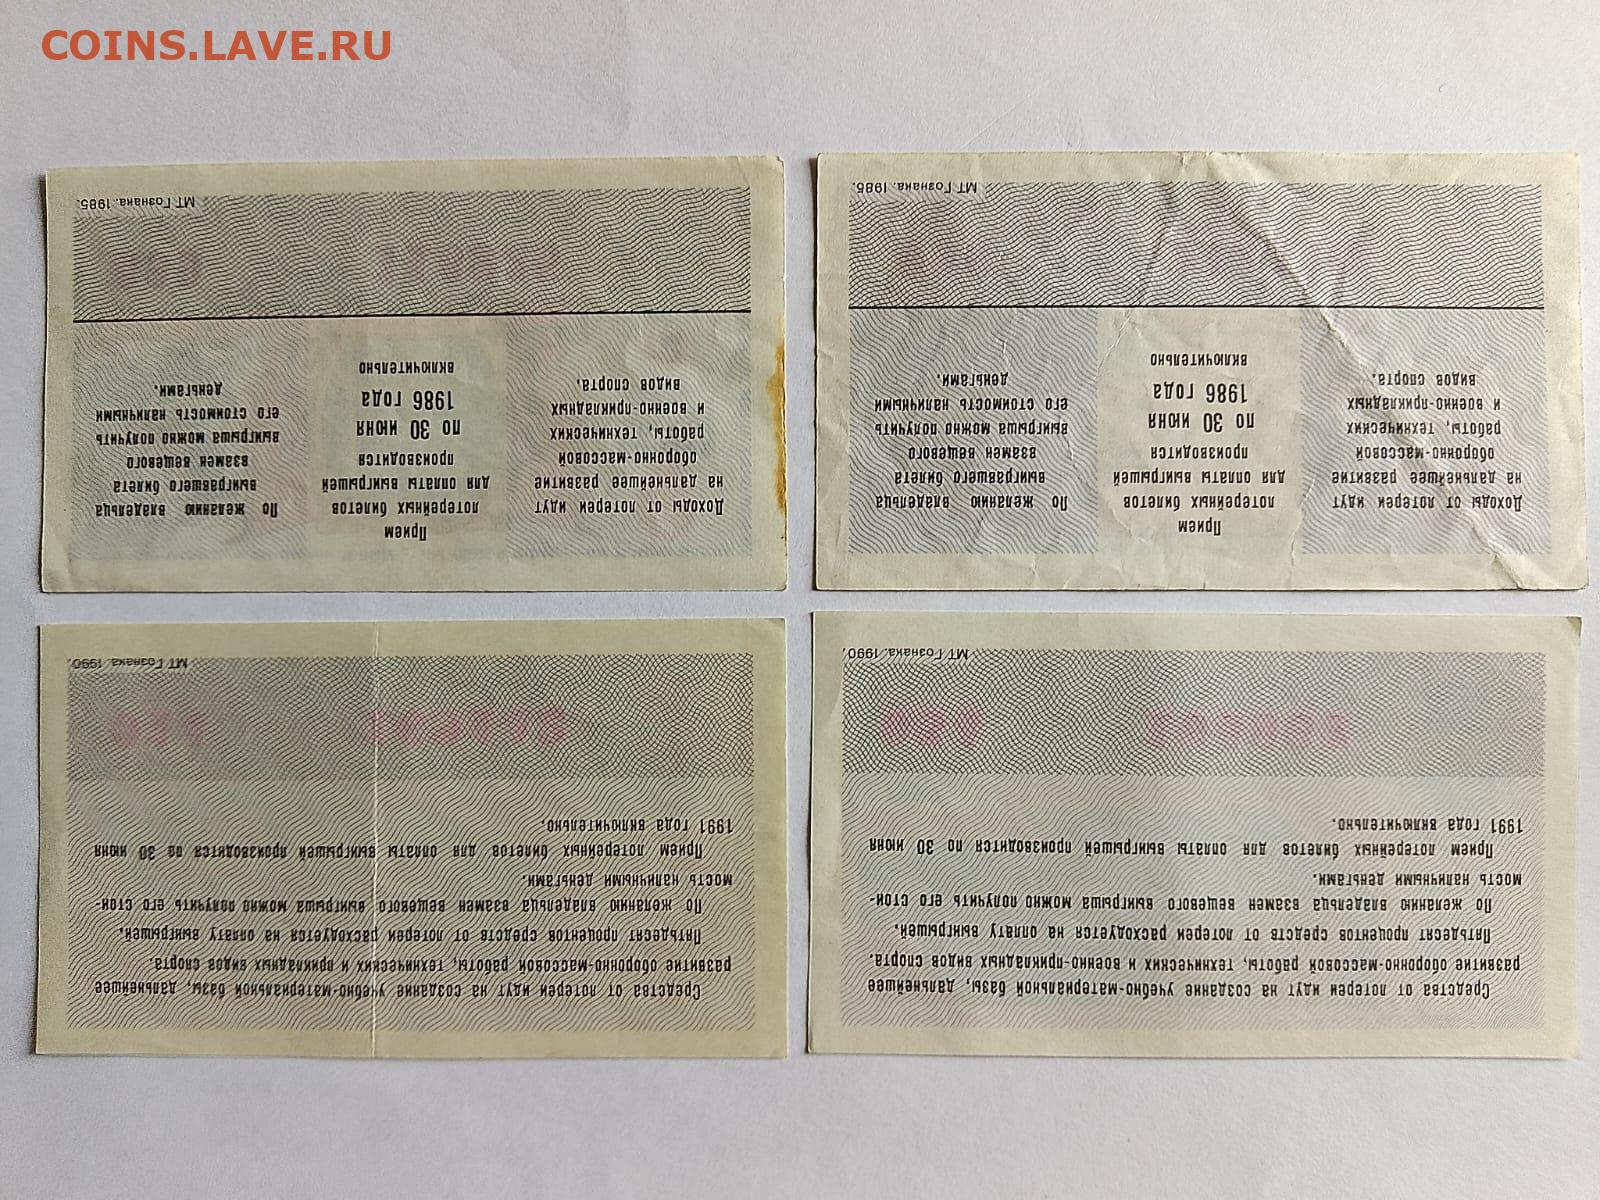 COINS.LAVE.RU
Доходы от лотереи идут
на дальнейшее развитие
оборонно-массовой
работы, технических
и военно-прикладных
видов спорта.
Прием
лотерейных билетов
для оплаты выигрышей
производится
по 30 июня
1986 года
включительно
По желанию владельца
выигравшего билета
взамен вещевого
выигрыша можно получить
его стоимость наличными
деньгами.
МТ Гознака. 1985.
Доходы от лотереи идут
на дальнейшее развитие
оборонно-массовой
работы, технических
и военно-прикладных
видов спорта.
Прием
лотерейных билетов
для оплаты выигрышей
производится
по 30 июня
1986 года
включительно
По желанию владельца
выигравшего билета
взамен вещевого
выигрыша можно получить
его стоимость наличными
деньгами.
МТ Гознака. 1985.
Средства от лотереи идут на создание учебно-материальной базы, дальнейшее
развитие оборонно-массовой работы, технических и прикладных видов спорта.
Пятьдесят процентов средств от лотереи расходуется на оплату выигрышей.
По желанию владельца взамен вещевого выигрыша можно получить его стои-
мость наличными деньгами.
Прием лотерейных билетов для оплаты выигрышей производится по 30 июня
1991 года включительно.
МТ Гознака. 1990.
Средства от лотереи идут на создание учебно-материальной базы, дальнейшее
развитие оборонно-массовой работы, технических и военно-прикладных видов спорта.
Пятьдесят процентов средств от лотереи расходуется на оплату выигрышей.
По желанию владельца взамен вещевого выигрыша можно получить его стои-
мость наличными деньгами.
Прием лотерейных билетов для оплаты выигрышей производится по 30 июня
1991 года включительно.
МТ Гознака. 1990.